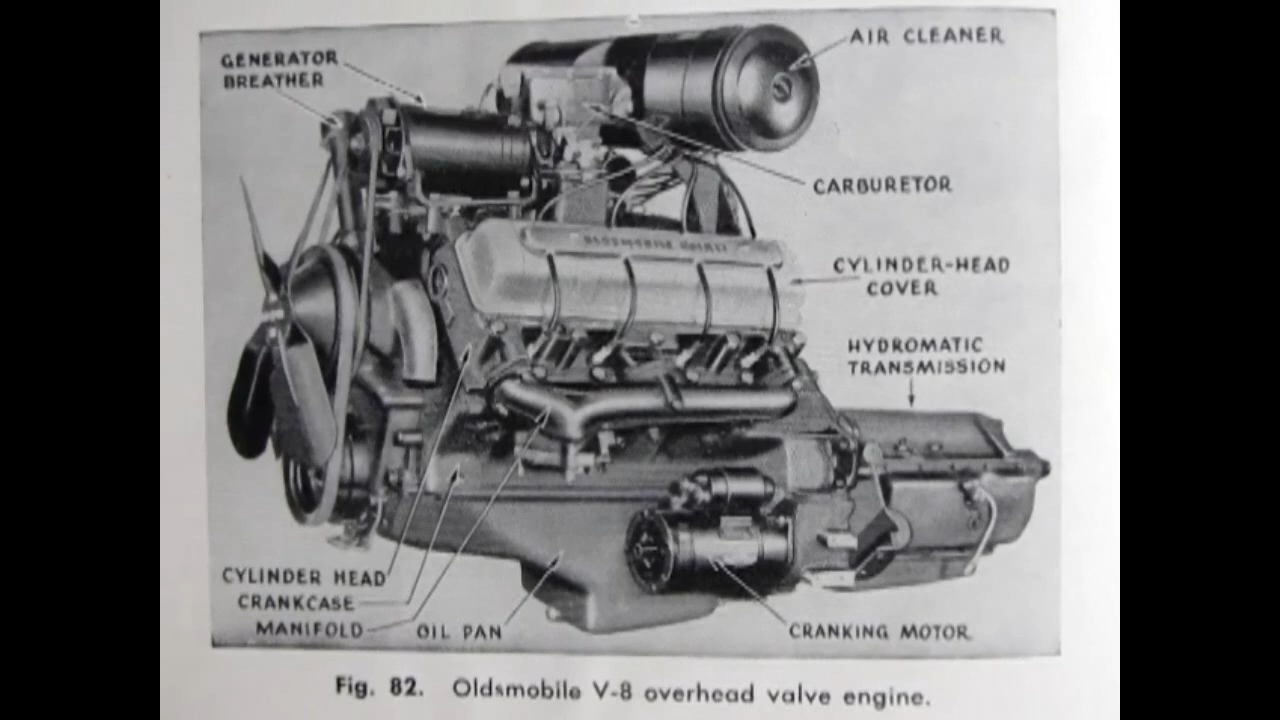 GENERATOR
BREATHER
AIR CLEANER
CARBURETOR
CYLINDER-HEAD
COVER
HYDROMATIC
TRANSMISSION
CYLINDER HEAD
CRANKCASE
MANIFOLD
OIL PAN
CRANKING MOTOR
Fig. 82. Oldsmobile V-8 overhead valve engine.